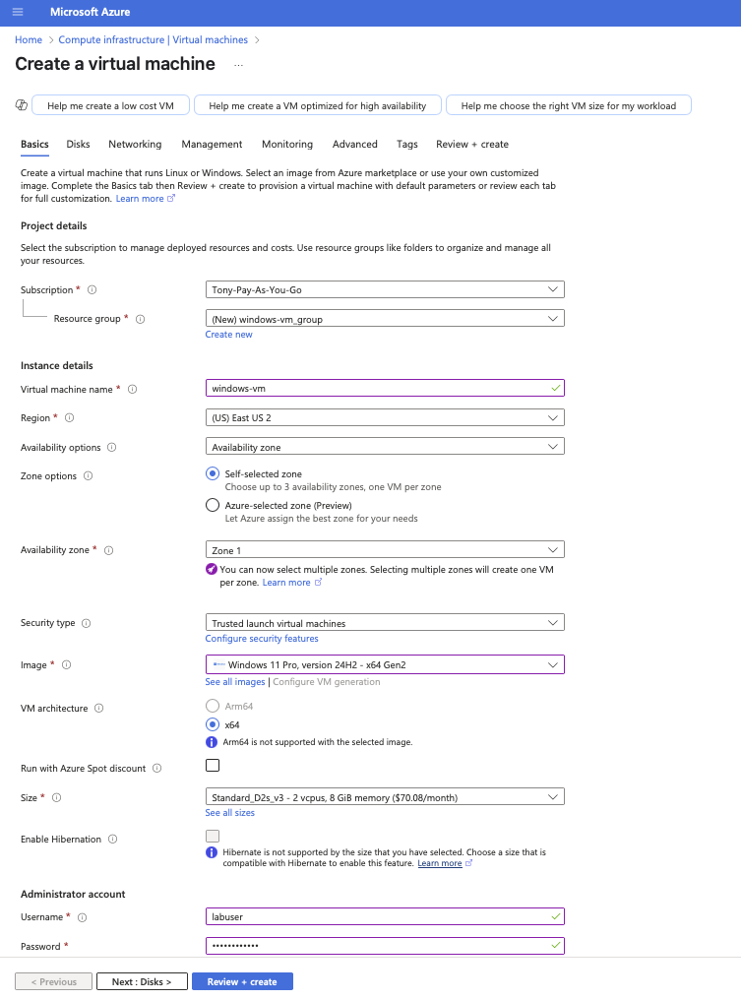 Microsoft Azure
Home > Compute infrastructure | Virtual machines >
Create a virtual machine ...
Help me create a low cost VM
Help me create a VM optimized for high availability
Help me choose the right VM size for my workload
Basics Disks Networking Management Monitoring Advanced Tags Review + create
Create a virtual machine that runs Linux or Windows. Select an image from Azure marketplace or use your own customized
image. Complete the Basics tab then Review + create to provision a virtual machine with default parameters or review each tab
for full customization. Learn more
Project details
Select the subscription to manage deployed resources and costs. Use resource groups like folders to organize and manage all
your resources.
Subscription *
Tony-Pay-As-You-Go
Resource group *
(New) windows-vm_group
Create new
Instance details
Virtual machine name *
windows-vm
Region *
(US) East US 2
Availability options
Availability zone
Zone options
Self-selected zone
Choose up to 3 availability zones, one VM per zone
Azure-selected zone (Preview)
Let Azure assign the best zone for your needs
Availability zone *
Zone 1
You can now select multiple zones. Selecting multiple zones will create one VM
per zone. Learn more
Security type
Trusted launch virtual machines
Configure security features
Image *
Windows 11 Pro, version 24H2 - x64 Gen2
See all images | Configure VM generation
VM architecture
Arm64
x64
Arm64 is not supported with the selected image.
Run with Azure Spot discount
Size *
Standard_D2s_v3 - 2 vcpus, 8 GiB memory ($70.08/month)
See all sizes
Enable Hibernation
Hibernate is not supported by the size that you have selected. Choose a size that is
compatible with Hibernate to enable this feature. Learn more
Administrator account
Username *
labuser
Password *
••••••••••••
< Previous
Next : Disks >
Review + create